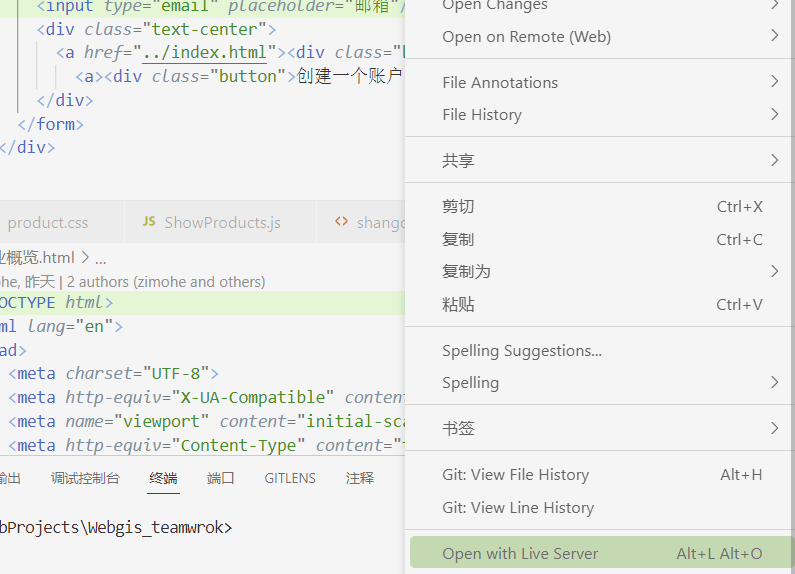 <input type="email" placeholder="邮箱"/
<div class="text-center">
<a href="../index.html"><div class="
<a><div class="button">创建一个账户
</div>
</form>
</div>
product.css
JS ShowProducts.js
<> shang
业概览.html > ...
he, 昨天 | 2 authors (zimohe and others)
OCTYPE html>
ml lang="en">
ad>
<meta charset="UTF-8">
<meta http-equiv="X-UA-Compatible" conten
<meta name="viewport" content="initial-sca
<meta http-equiv="Content-Type" content="
输出 调试控制台 终端 端口 GITLENS 注释
bProjects\Webgis_teamwrok>
Open Changes
Open on Remote (Web)
File Annotations
File History
共享
剪切 Ctrl+X
复制 Ctrl+C
复制为
粘贴 Ctrl+V
Spelling Suggestions...
Spelling
书签
Git: View File History Alt+H
Git: View Line History
Open with Live Server Alt+L Alt+O